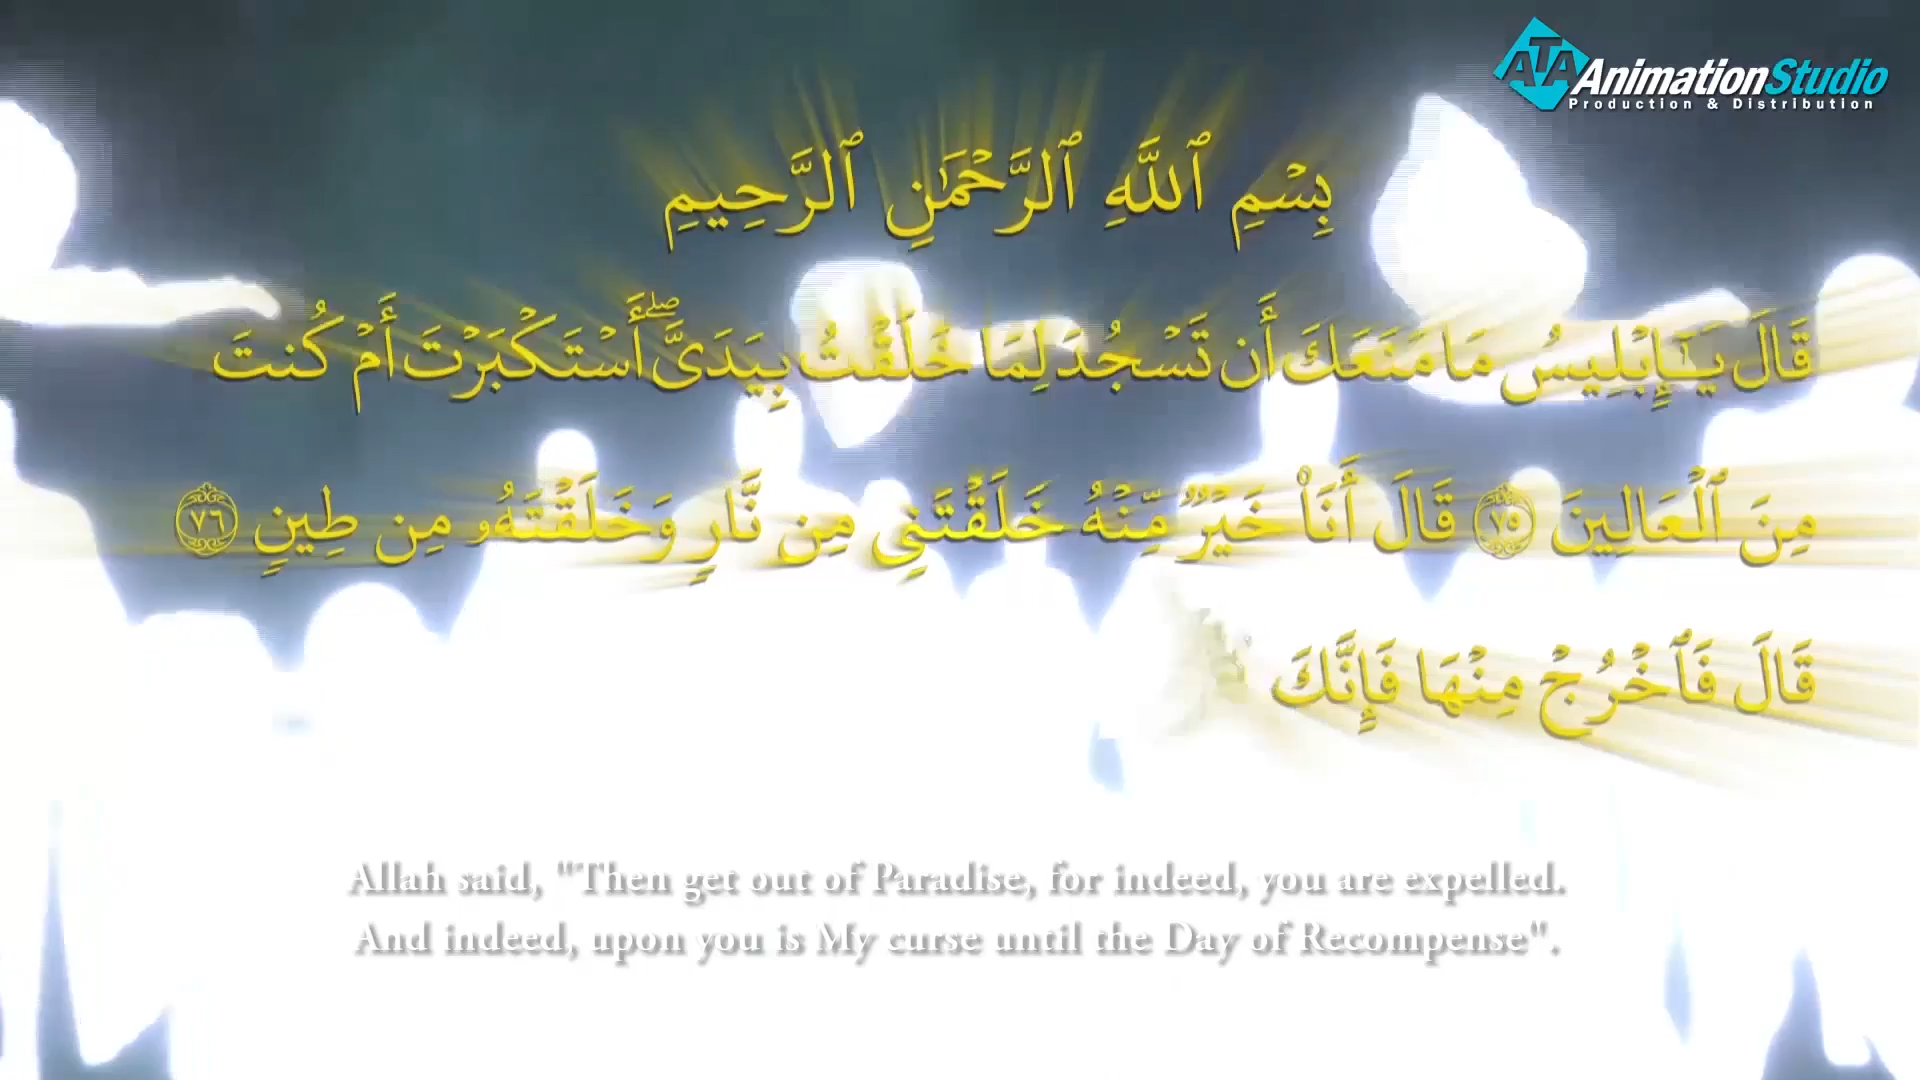 ATA AnimationStudio
Production & Distribution
بِسْمِ ٱللَّهِ ٱلرَّحْمَٰنِ ٱلرَّحِيمِ
قَالَ يَـٰٓإِبْلِيسُ مَا مَنَعَكَ أَن تَسْجُدَ لِمَا خَلَقْتُ بِيَدَىَّ ۖ أَسْتَكْبَرْتَ أَمْ كُنتَ
مِنَ ٱلْعَالِينَ ٧٥ قَالَ أَنَا۠ خَيْرٌ مِّنْهُ خَلَقْتَنِى مِن نَّارٍ وَخَلَقْتَهُۥ مِن طِينٍ ٧٦
قَالَ فَٱخْرُجْ مِنْهَا فَإِنَّكَ
Allah said, "Then get out of Paradise, for indeed, you are expelled.
And indeed, upon you is My curse until the Day of Recompense".